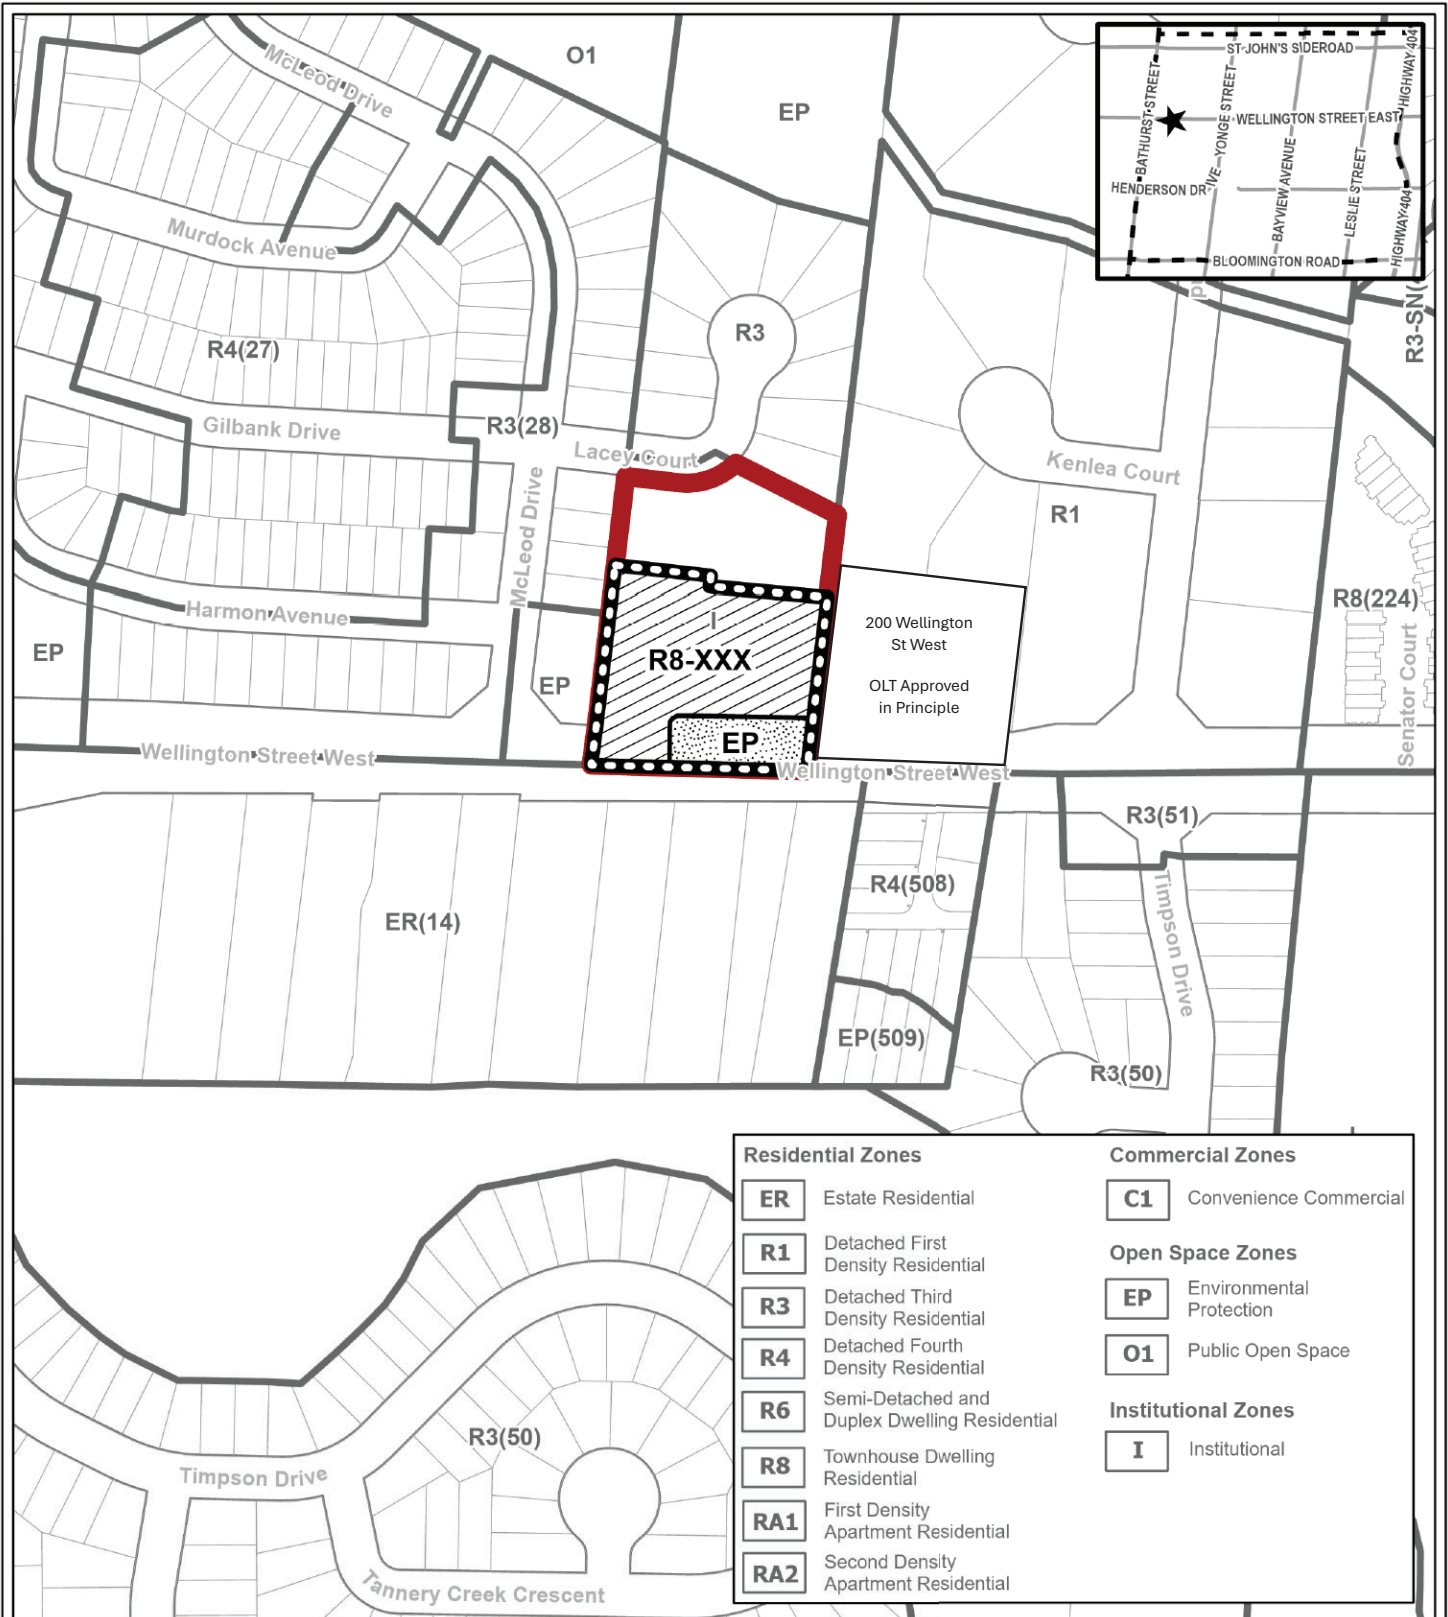 O1
McLeod Drive
EP
ST JOHN'S SIDEROAD
HIGHWAY 404
BATHURST STREET
YONGE STREET
WELLINGTON STREET EAST
BAYVIEW AVENUE
LESLIE STREET
HENDERSON DR
IVE
HIGHWAY 404
BLOOMINGTON ROAD
Murdock Avenue
R3-SN(
R3
R4(27)
Gilbank Drive
R3(28)
Lacey Court
Kenlea Court
R1
McLeod Drive
Harmon Avenue
I
R8-XXX
200 Wellington
St West
OLT Approved
in Principle
R8(224)
Senator Court
EP
EP
EP
Wellington Street West
Wellington Street West
R3(51)
R4(508)
ER(14)
Timpson Drive
EP(509)
R3(50)
Residential Zones
ER Estate Residential
R1 Detached First
Density Residential
R3 Detached Third
Density Residential
R4 Detached Fourth
Density Residential
R6 Semi-Detached and
Duplex Dwelling Residential
R8 Townhouse Dwelling
Residential
RA1 First Density
Apartment Residential
RA2 Second Density
Apartment Residential
Commercial Zones
C1 Convenience Commercial
Open Space Zones
EP Environmental
Protection
O1 Public Open Space
Institutional Zones
I Institutional
R3(50)
Timpson Drive
Tannery Creek Crescent